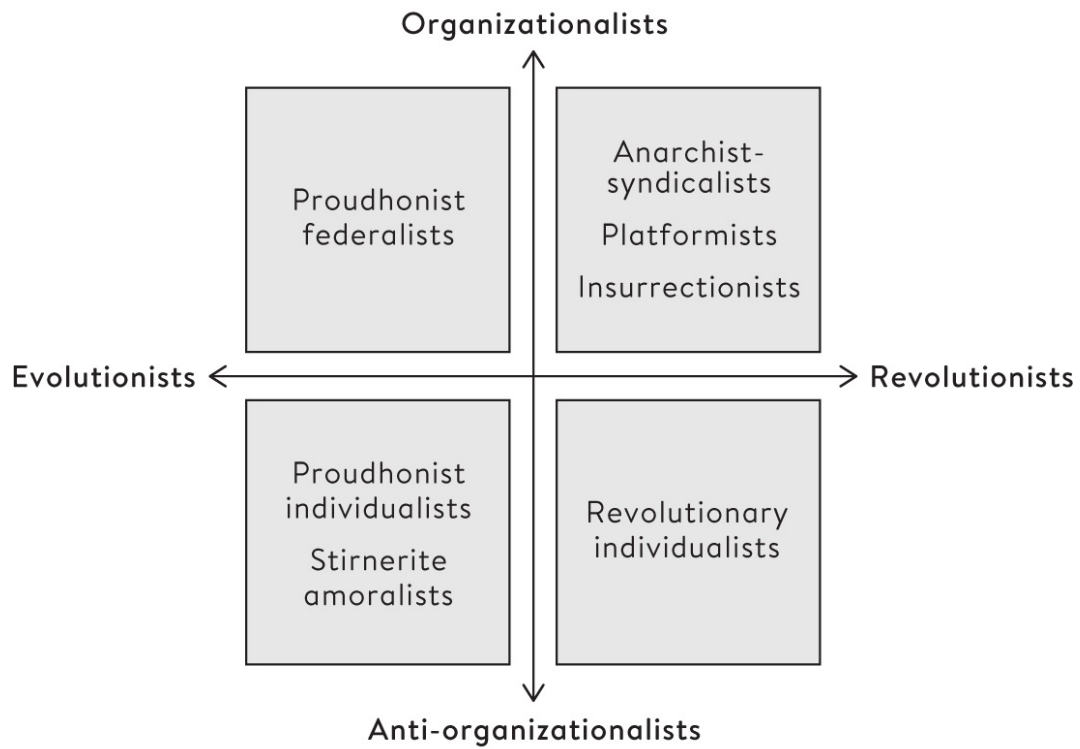 Organizationalists
Proudhonist
federalists
Anarchist-
syndicalists
Platformists
Insurrectionists
Evolutionists
Revolutionists
Proudhonist
individualists
Stirnerite
amoralists
Revolutionary
individualists
Anti-organizationalists